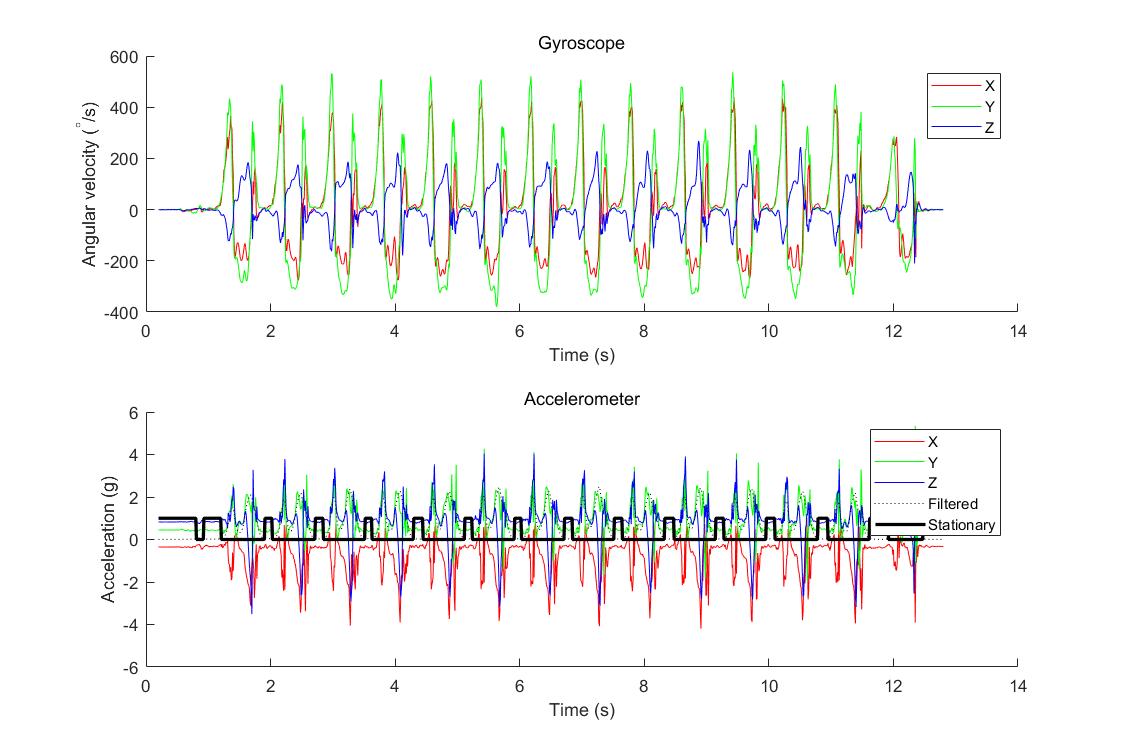 Gyroscope
600
400
200
0
-200
-400
Angular velocity (°/s)
X
Y
Z
0 2 4 6 8 10 12 14
Time (s)
Accelerometer
6
4
2
0
-2
-4
-6
Acceleration (g)
X
Y
Z
Filtered
Stationary
0 2 4 6 8 10 12 14
Time (s)